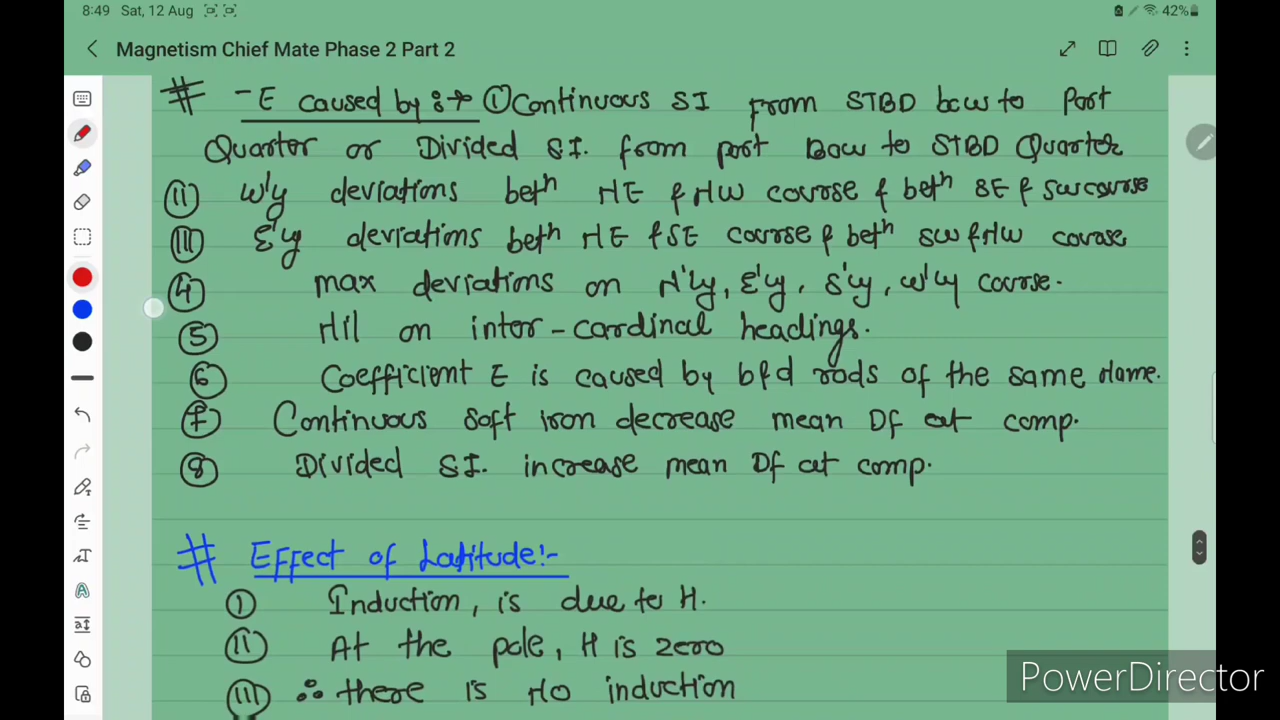 8:49 Sat, 12 Aug
42%
Magnetism Chief Mate Phase 2 Part 2
# -E caused by :→ ① Continuous SI From STBD bow to Port
Quarter or Divided SI. from port Bow to STBD Quarter
(II) W'ly deviations betn NE & NW course & betn SE & SW course
(III) E'ly deviations betn NE & SE course & betn SW & NW course
(4) max deviations on N'ly, E'ly, S'ly, W'ly course.
(5) Nil on inter-cardinal headings.
(6) Coefficient E is caused by b&d rods of the same Name.
(7) Continuous soft iron decrease mean DF at comp.
(8) Divided SI. increase mean DF at comp.
# Effect of Latitude:-
(I) Induction, is due to H.
(II) At the pole, H is zero
(III) ∴ there is No induction
PowerDirector